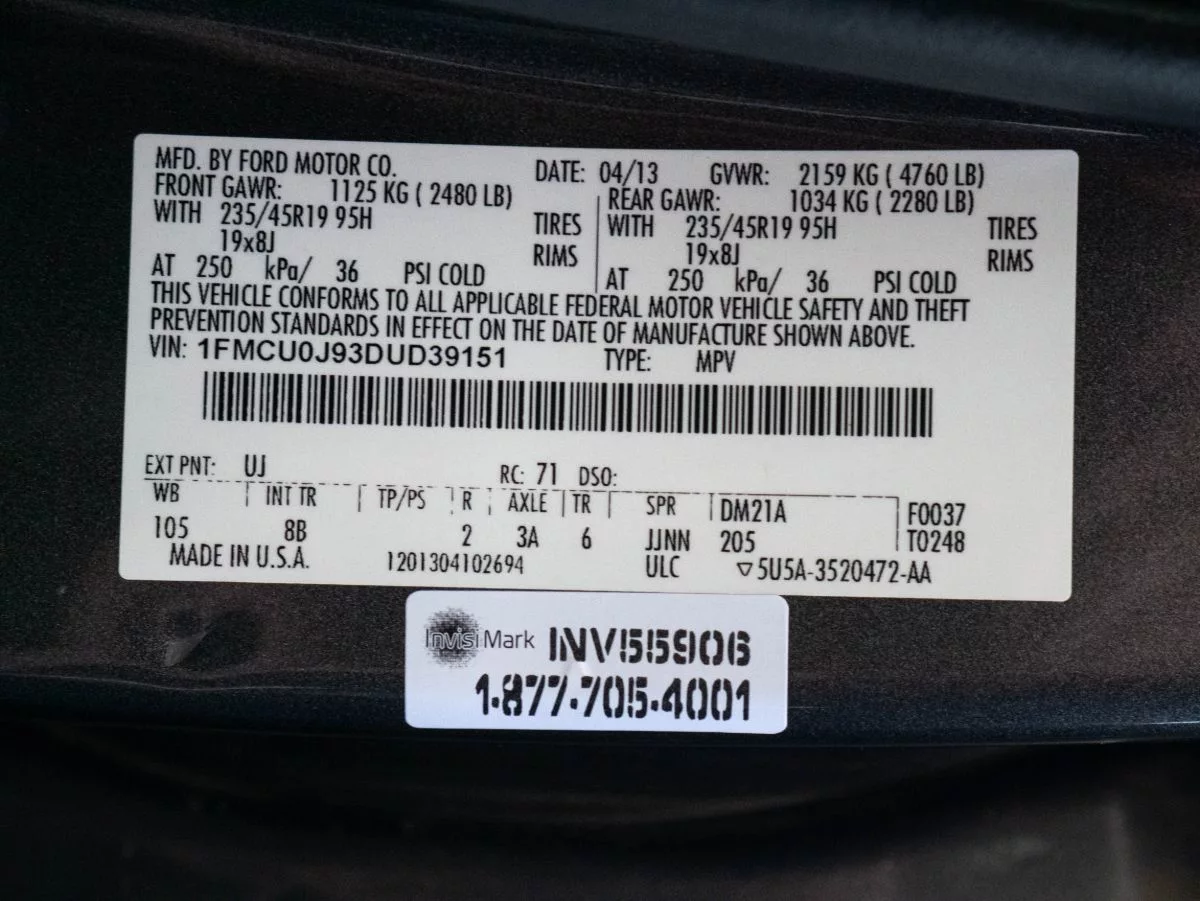 MFD. BY FORD MOTOR CO. DATE: 04/13 GVWR: 2159 KG ( 4760 LB)
FRONT GAWR: 1125 KG ( 2480 LB) REAR GAWR: 1034 KG ( 2280 LB)
WITH 235/45R19 95H TIRES WITH 235/45R19 95H TIRES
19x8J RIMS 19x8J RIMS
AT 250 kPa/ 36 PSI COLD AT 250 kPa/ 36 PSI COLD
THIS VEHICLE CONFORMS TO ALL APPLICABLE FEDERAL MOTOR VEHICLE SAFETY AND THEFT
PREVENTION STANDARDS IN EFFECT ON THE DATE OF MANUFACTURE SHOWN ABOVE.
VIN: 1FMCU0J93DUD39151 TYPE: MPV
EXT PNT: UJ RC: 71 DSO:
WB INT TR TP/PS R AXLE TR SPR DM21A F0037
105 8B 2 3A 6 JJNN 205 T0248
MADE IN U.S.A. 1201304102694 ULC ▽5U5A-3520472-AA
InvisiMark INV55906
1-877-705-4001